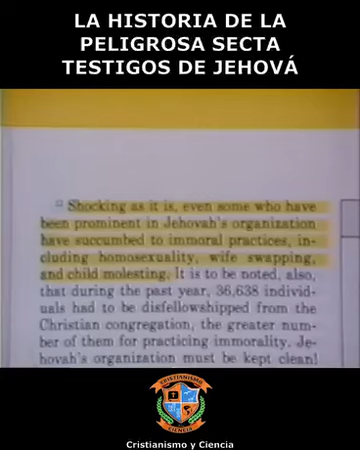 LA HISTORIA DE LA
PELIGROSA SECTA
TESTIGOS DE JEHOVÁ
Shocking as it is, even some who have
been prominent in Jehovah's organization
have succumbed to immoral practices, in-
cluding homosexuality, wife swapping,
and child molesting. It is to be noted, also,
that during the past year, 36,638 individ-
uals had to be disfellowshipped from the
Christian congregation, the greater num-
ber of them for practicing immorality. Je-
hovah's organization must be kept clean!
CRISTIANISMO
Y
CIENCIA
Cristianismo y Ciencia